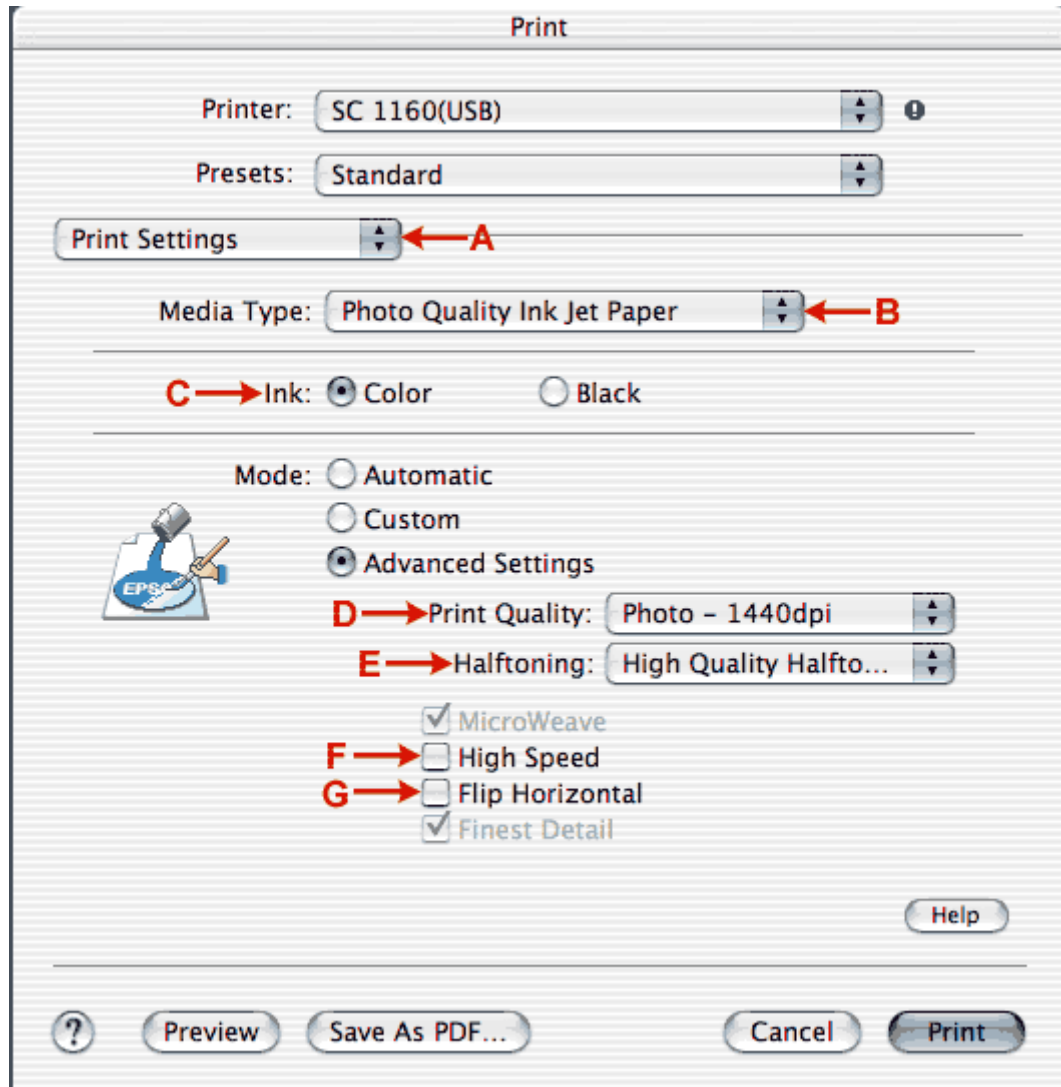 Print
Printer: SC 1160(USB)
Presets: Standard
Print Settings A
Media Type: Photo Quality Ink Jet Paper B
C Ink: Color Black
Mode: Automatic
Custom
EPS Advanced Settings
D Print Quality: Photo – 1440dpi
E Halftoning: High Quality Halfto...
MicroWeave
F High Speed
G Flip Horizontal
Finest Detail
Help
? Preview Save As PDF... Cancel Print